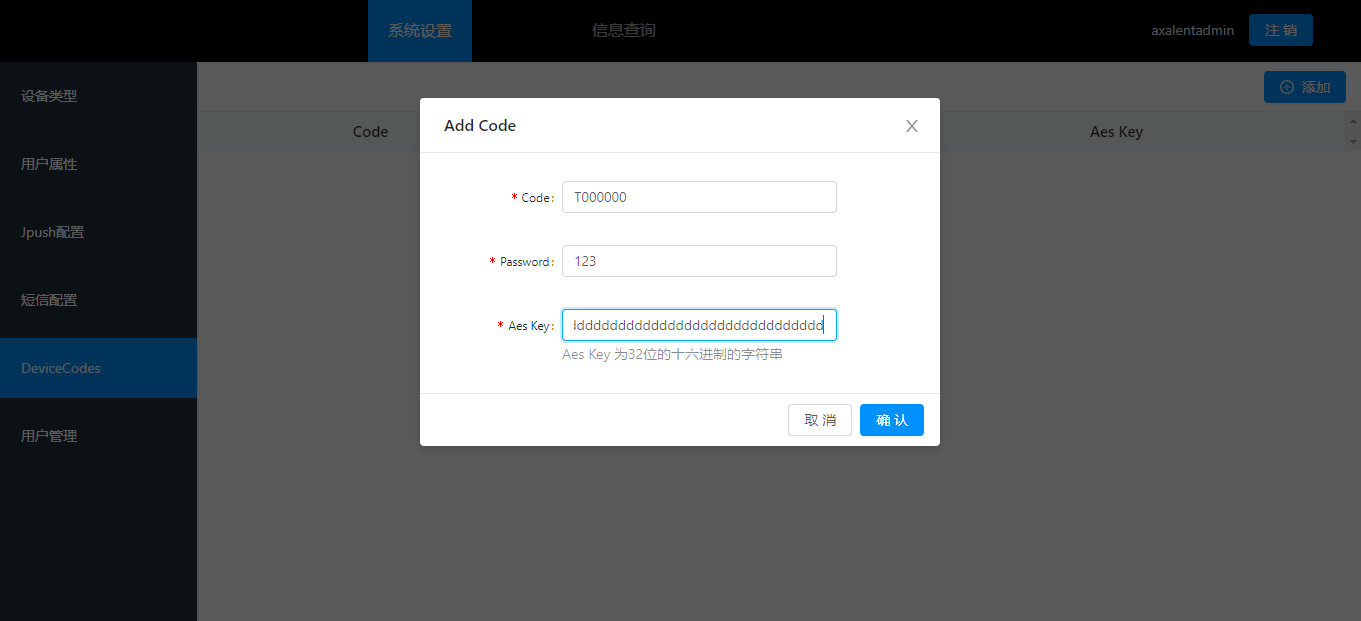 系统设置
信息查询
axalentadmin
注 销
设备类型
用户属性
Jpush配置
短信配置
DeviceCodes
用户管理
添加
Code
Aes Key
Add Code
* Code:
T000000
* Password:
123
* Aes Key:
Aes Key 为32位的十六进制的字符串
取 消
确 认